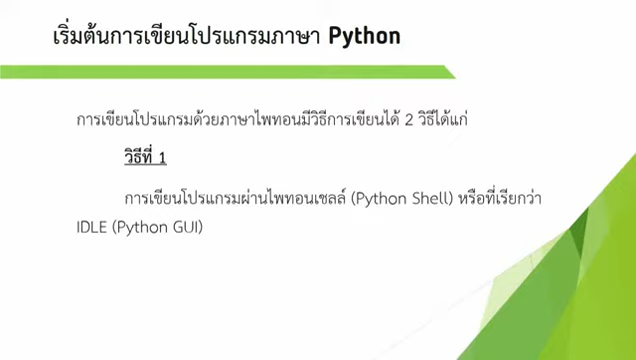 เริ่มต้นการเขียนโปรแกรมภาษา Python
การเขียนโปรแกรมด้วยภาษาไพทอนมีวิธีการเขียนได้ 2 วิธีได้แก่
วิธีที่ 1
การเขียนโปรแกรมผ่านไพทอนเชลล์ (Python Shell) หรือที่เรียกว่า
IDLE (Python GUI)